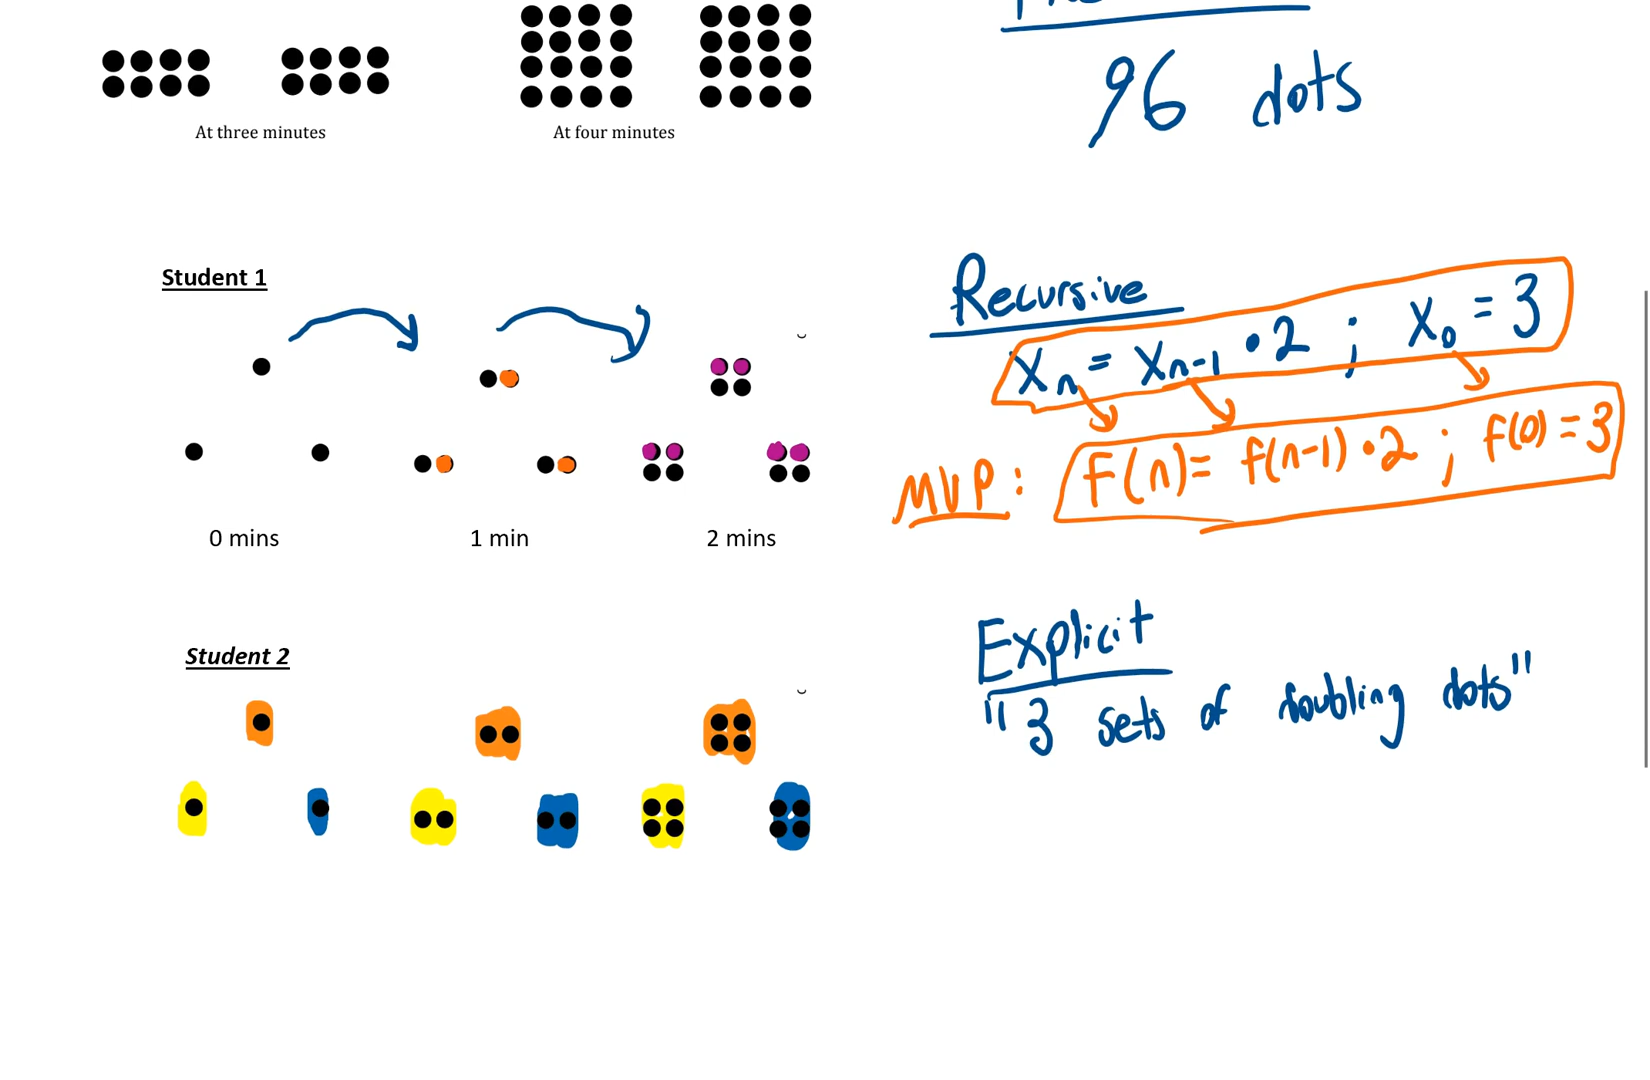 96 dots
At three minutes
At four minutes
Student 1
0 mins
1 min
2 mins
Recursive
Xn = Xn-1 • 2 ; X0 = 3
MVP: f(n) = f(n-1) • 2 ; f(0) = 3
Student 2
Explicit
"3 sets of doubling dots"